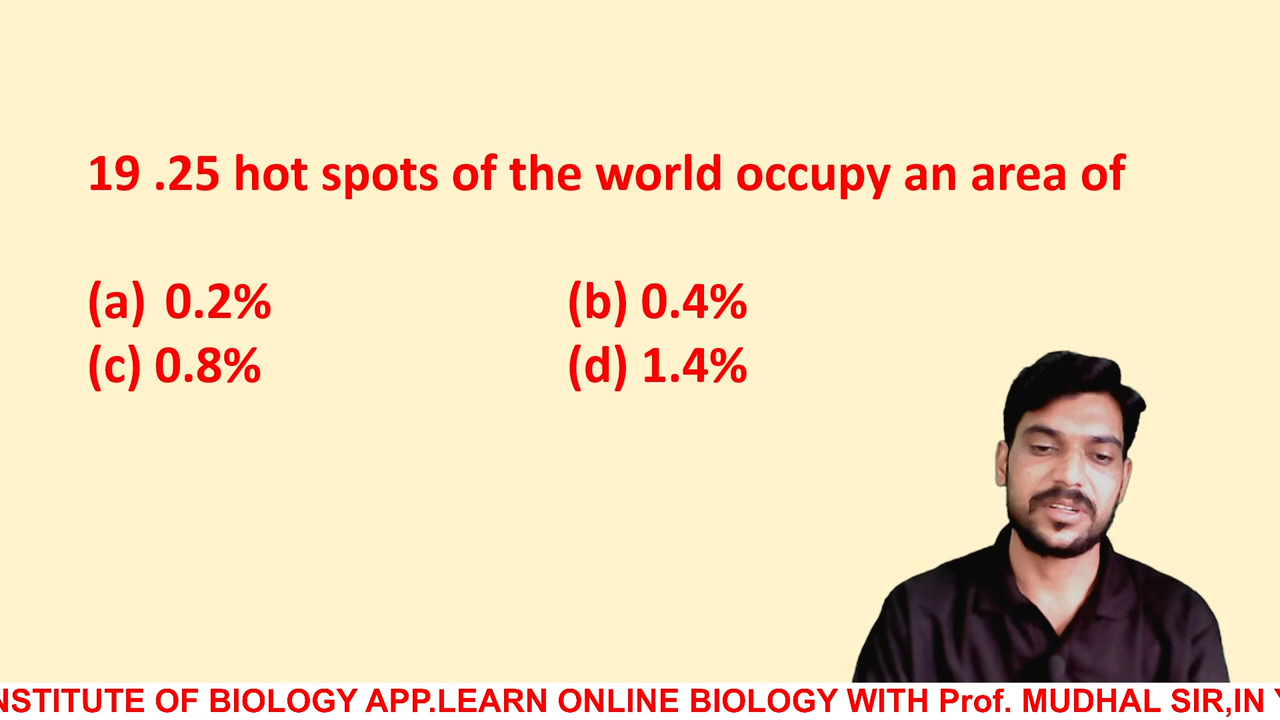 19 .25 hot spots of the world occupy an area of
(a) 0.2% (b) 0.4%
(c) 0.8% (d) 1.4%
NSTITUTE OF BIOLOGY APP.LEARN ONLINE BIOLOGY WITH Prof. MUDHAL SIR,IN